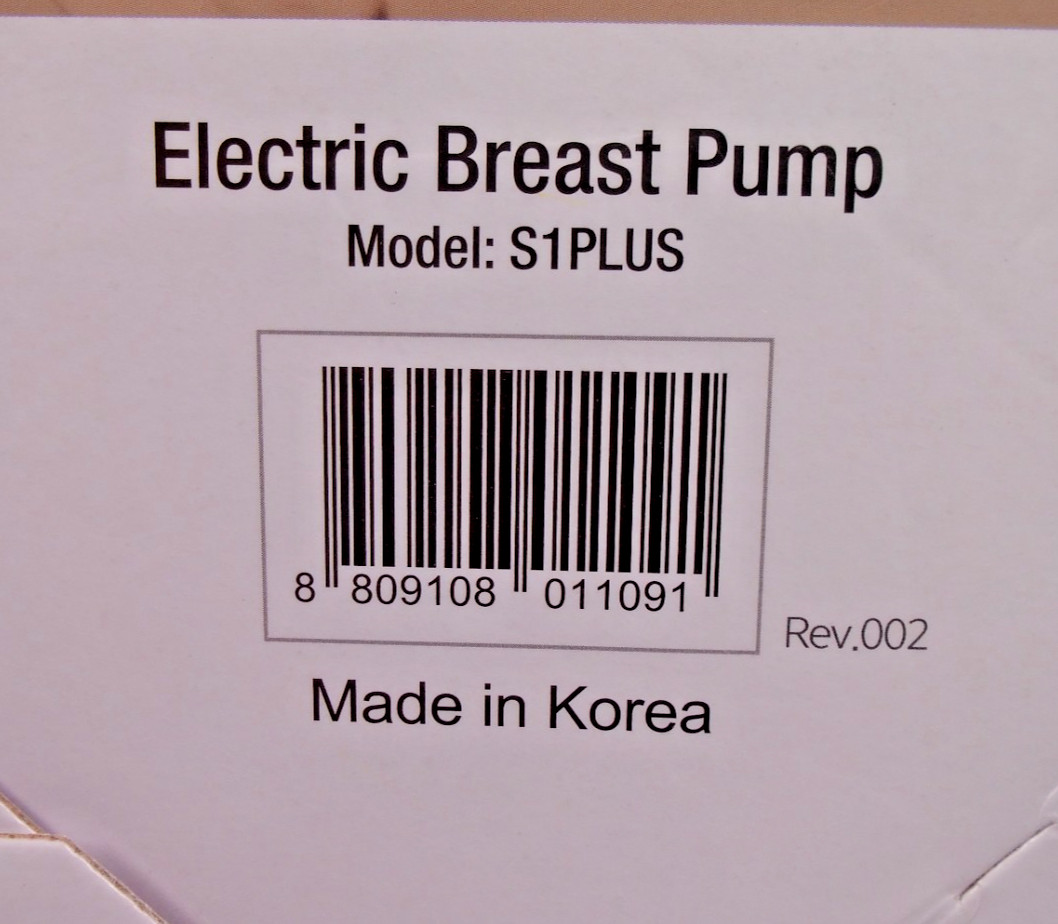 Electric Breast Pump
Model: S1PLUS
8 809108 011091
Rev.002
Made in Korea